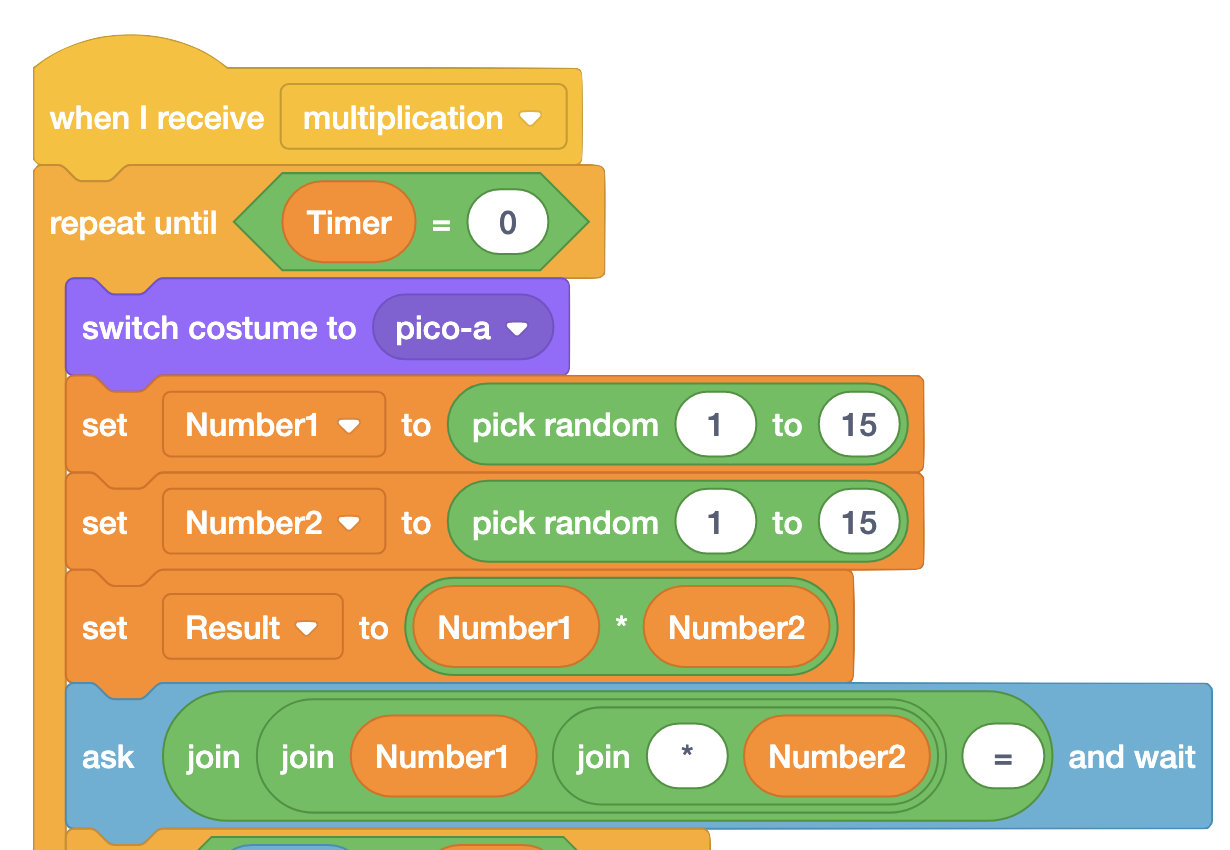 when I receive multiplication
repeat until Timer = 0
switch costume to pico-a
set Number1 to pick random 1 to 15
set Number2 to pick random 1 to 15
set Result to Number1 * Number2
ask join join Number1 join * Number2 = and wait